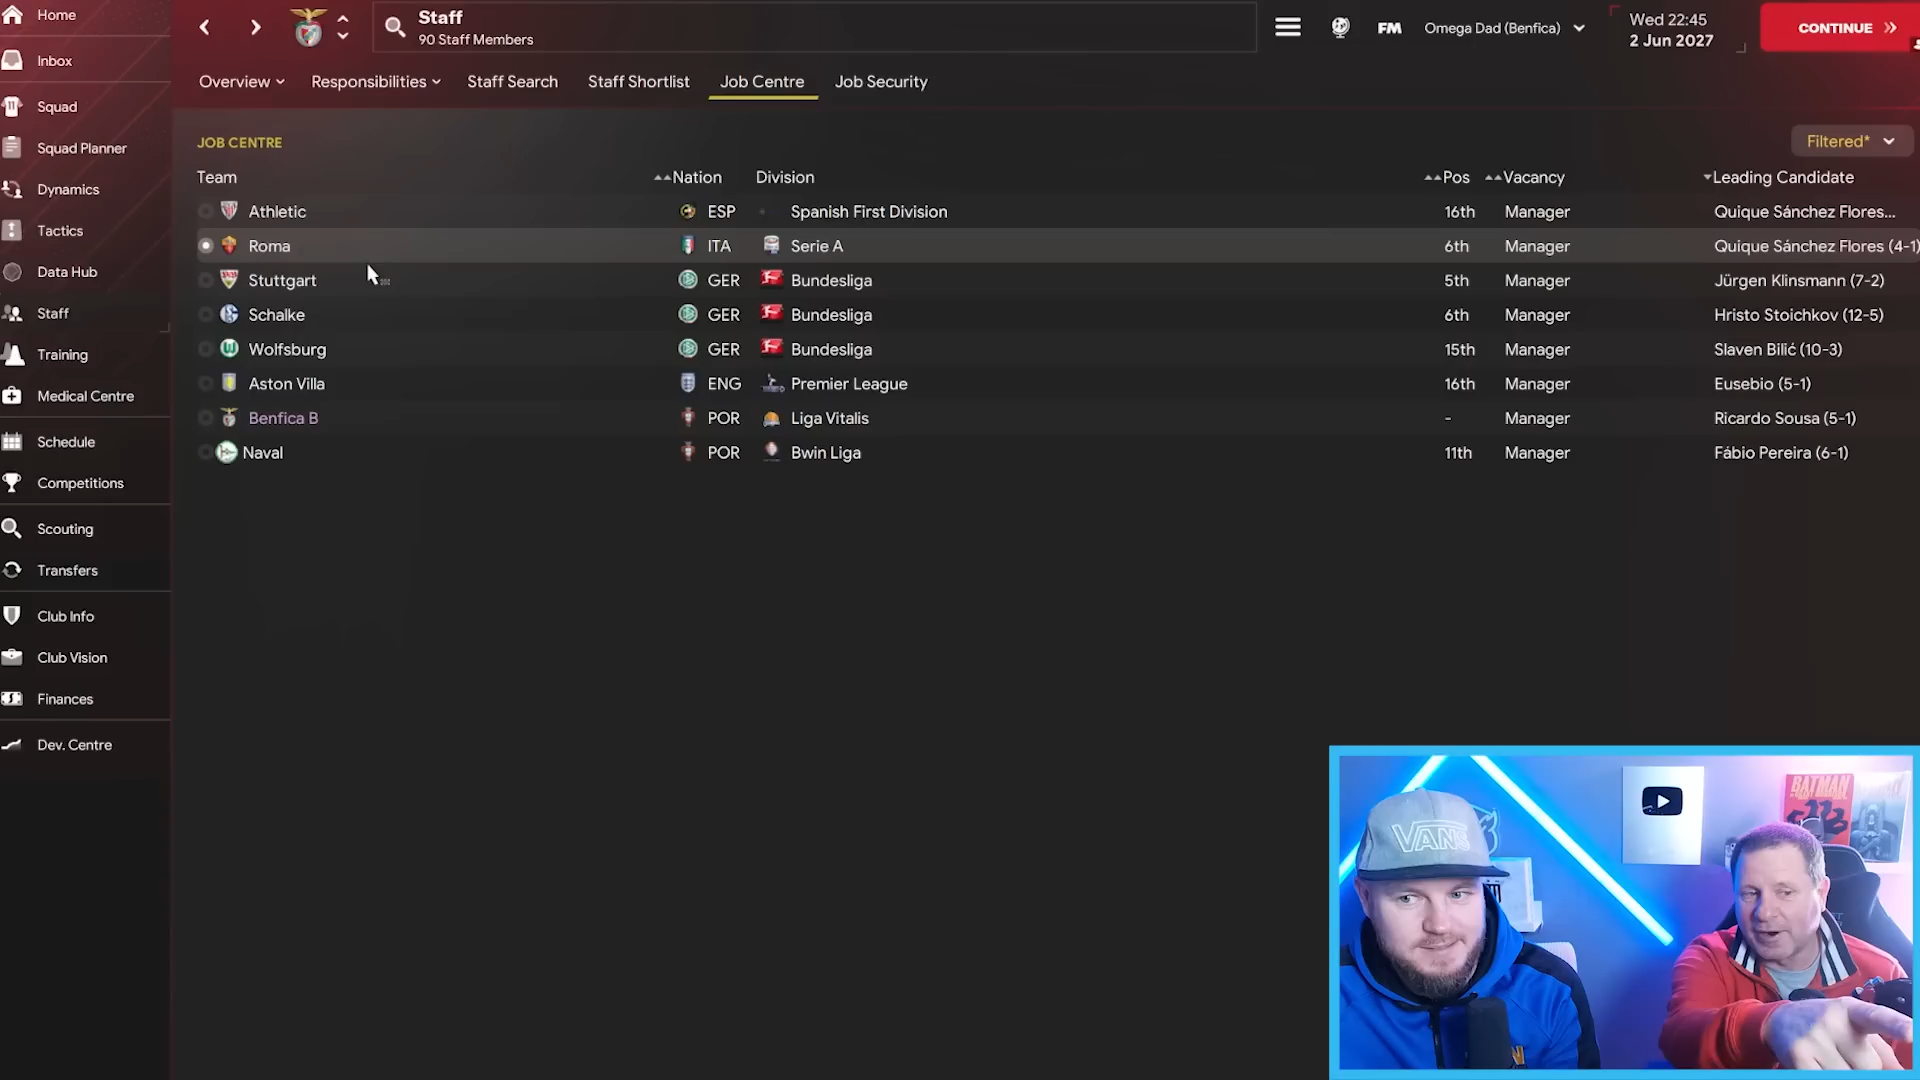 Home
Inbox
Squad
Squad Planner
Dynamics
Tactics
Data Hub
Staff
Training
Medical Centre
Schedule
Competitions
Scouting
Transfers
Club Info
Club Vision
Finances
Dev. Centre
Staff
90 Staff Members
FM Omega Dad (Benfica)
Wed 22:45
2 Jun 2027
CONTINUE
Overview Responsibilities Staff Search Staff Shortlist Job Centre Job Security
JOB CENTRE
Filtered*
Team Nation Division Pos Vacancy Leading Candidate
Athletic ESP Spanish First Division 16th Manager Quique Sánchez Flores...
Roma ITA Serie A 6th Manager Quique Sánchez Flores (4-1)
Stuttgart GER Bundesliga 5th Manager Jürgen Klinsmann (7-2)
Schalke GER Bundesliga 6th Manager Hristo Stoichkov (12-5)
Wolfsburg GER Bundesliga 15th Manager Slaven Bilić (10-3)
Aston Villa ENG Premier League 16th Manager Eusebio (5-1)
Benfica B POR Liga Vitalis - Manager Ricardo Sousa (5-1)
Naval POR Bwin Liga 11th Manager Fábio Pereira (6-1)
VANS
BATMAN